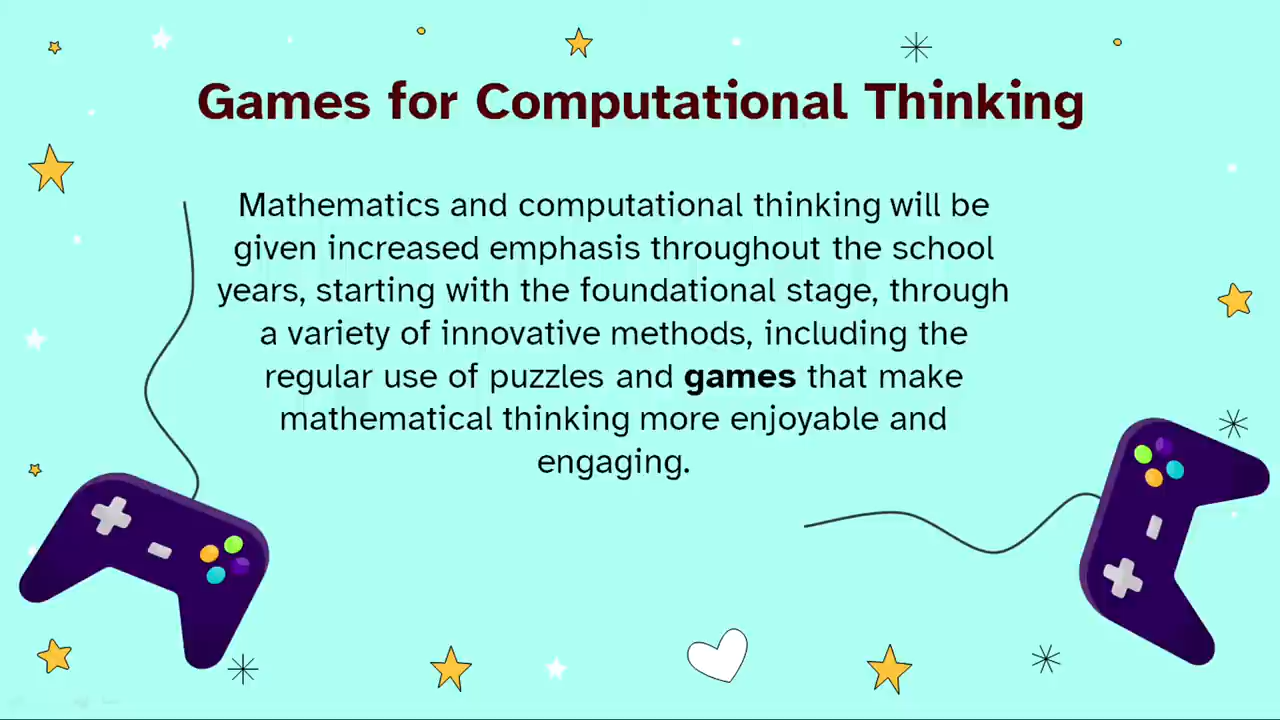 Games for Computational Thinking
Mathematics and computational thinking will be
given increased emphasis throughout the school
years, starting with the foundational stage, through
a variety of innovative methods, including the
regular use of puzzles and games that make
mathematical thinking more enjoyable and
engaging.